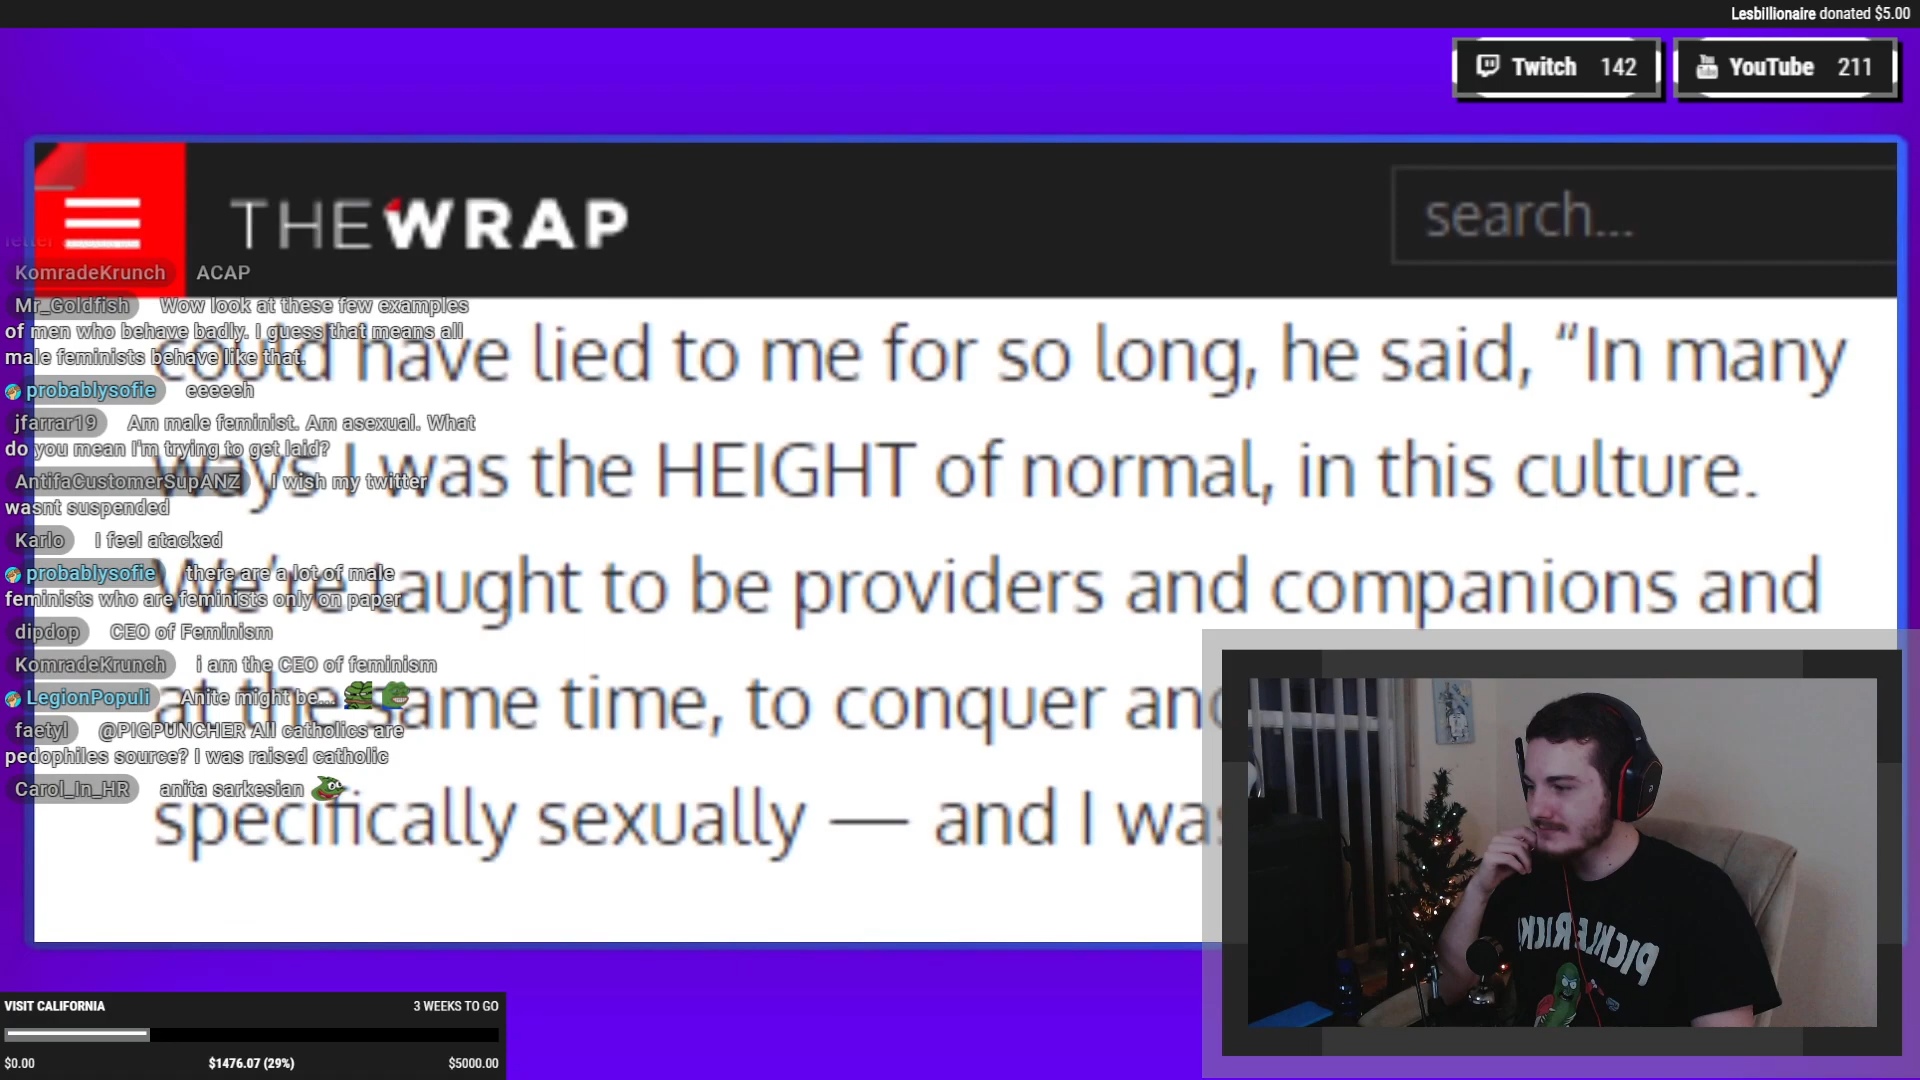 Lesbillionaire donated $5.00
Twitch 142
YouTube 211
THEWRAP
search...
KomradeKrunch ACAP
Mr_Goldfish Wow look at these few examples
of men who behave badly. I guess that means all
male feminists behave like that.
probablysofie eeeeeh
jfarrar19 Am male feminist. Am asexual. What
do you mean I'm trying to get laid?
AntifaCustomerSupANZ I wish my twitter
wasnt suspended
Karlo I feel atacked
probablysofie there are a lot of male
feminists who are feminists only on paper
dipdop CEO of Feminism
KomradeKrunch i am the CEO of feminism
LegionPopuli Anite might be...
faetyl @PIGPUNCHER All catholics are
pedophiles source? I was raised catholic
Carol_In_HR anita sarkesian
could have lied to me for so long, he said, “In many
ways I was the HEIGHT of normal, in this culture.
We're taught to be providers and companions and
at the same time, to conquer and
specifically sexually — and I was
PICKLE RICK
VISIT CALIFORNIA 3 WEEKS TO GO
$0.00 $1476.07 (29%) $5000.00